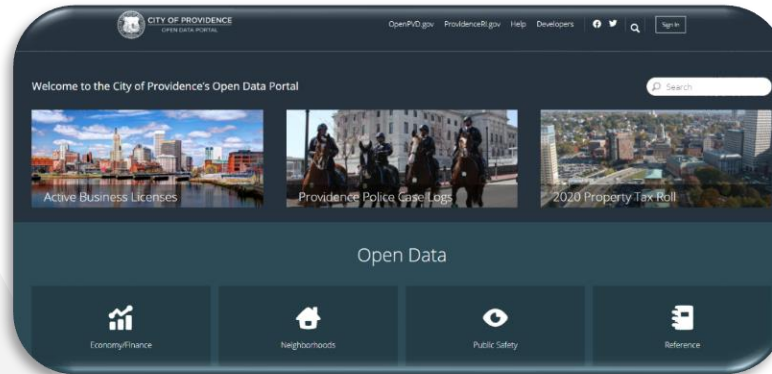 CITY OF PROVIDENCE
OPEN DATA PORTAL
OpenPVD.gov ProvidenceRI.gov Help Developers Sign In
Welcome to the City of Providence's Open Data Portal
Search
Active Business Licenses
Providence Police Case Logs
2020 Property Tax Roll
Open Data
Economy/Finance
Neighborhoods
Public Safety
Reference